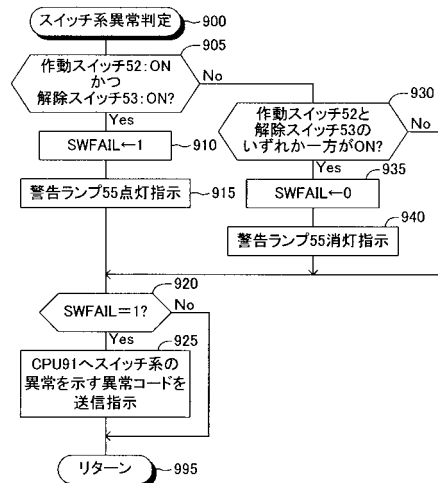 スイッチ系異常判定
900
905
作動スイッチ52：ON
かつ
解除スイッチ53：ON?
No
Yes
930
作動スイッチ52と
解除スイッチ53の
いずれか一方がON?
No
Yes
SWFAIL←1
910
935
SWFAIL←0
警告ランプ55点灯指示
915
940
警告ランプ55消灯指示
920
SWFAIL＝1?
No
Yes
925
CPU91へスイッチ系の
異常を示す異常コードを
送信指示
リターン
995